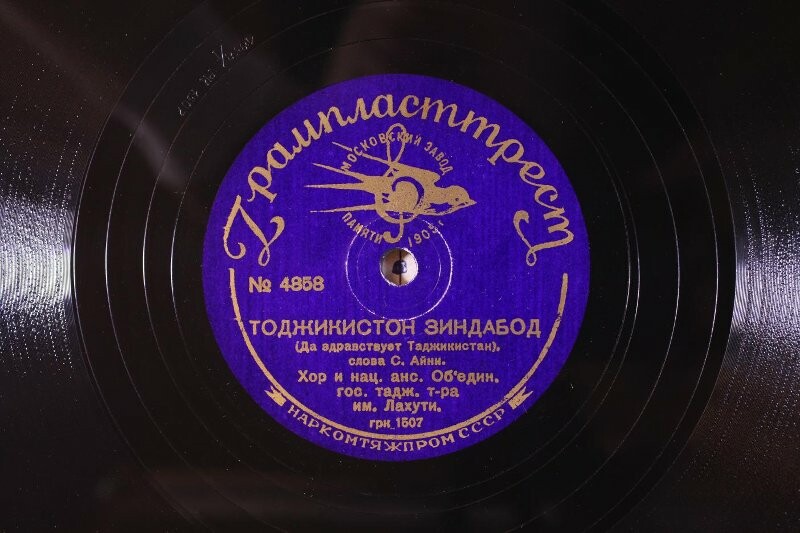 Грампласттрест
МОСКОВСКИЙ ЗАВОД
ПАМЯТИ 1905 г.
№ 4858
ТОДЖИКИСТОН ЗИНДАБОД
(Да здравствует Таджикистан),
слова С. Айни.
Хор и нац. анс. Об'един.
гос. тадж. т-ра
им. Лахути.
грк 1507
НАРКОМТЯЖПРОМ СССР